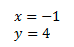 x = −1
y = 4